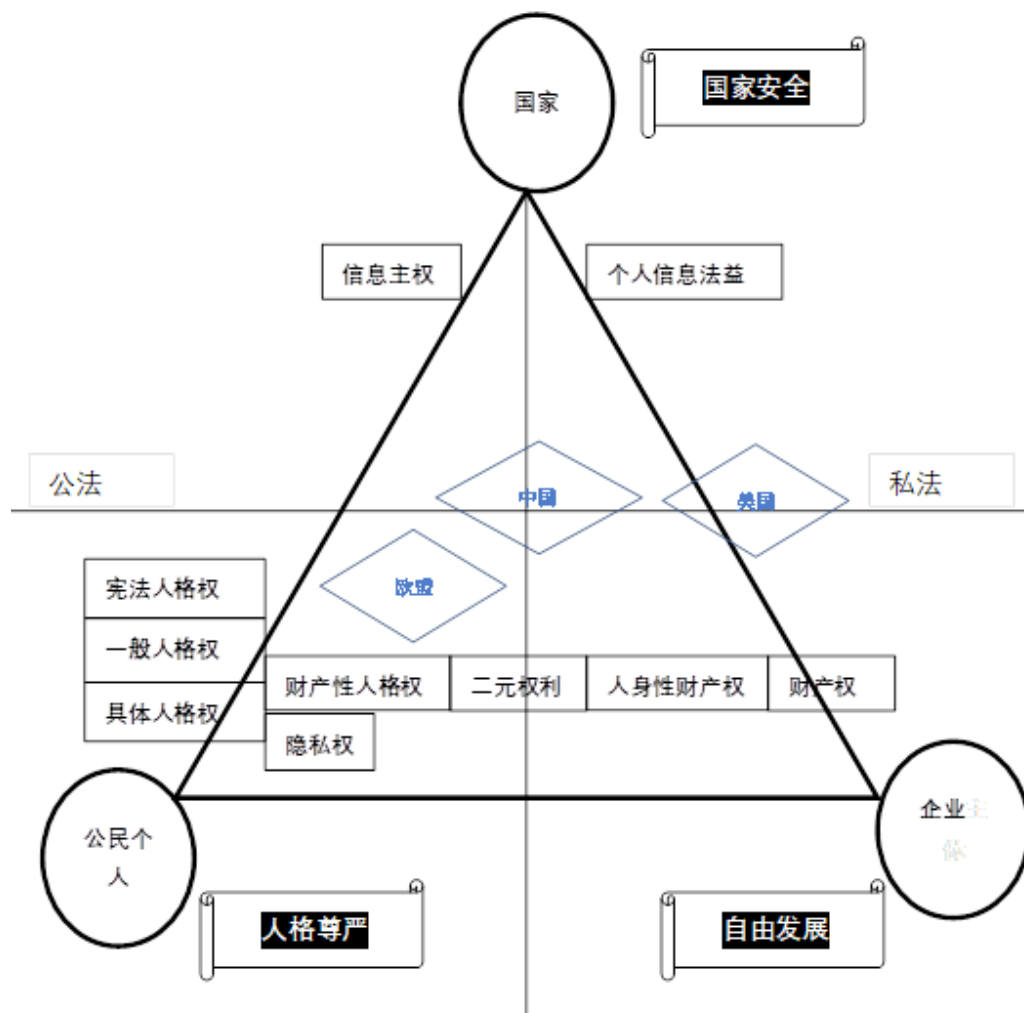 国家
国家安全
信息主权
个人信息法益
公法
中国
美国
私法
欧盟
宪法人格权
一般人格权
具体人格权
财产性人格权
二元权利
人身性财产权
财产权
隐私权
公民个
人
企业主
体
人格尊严
自由发展